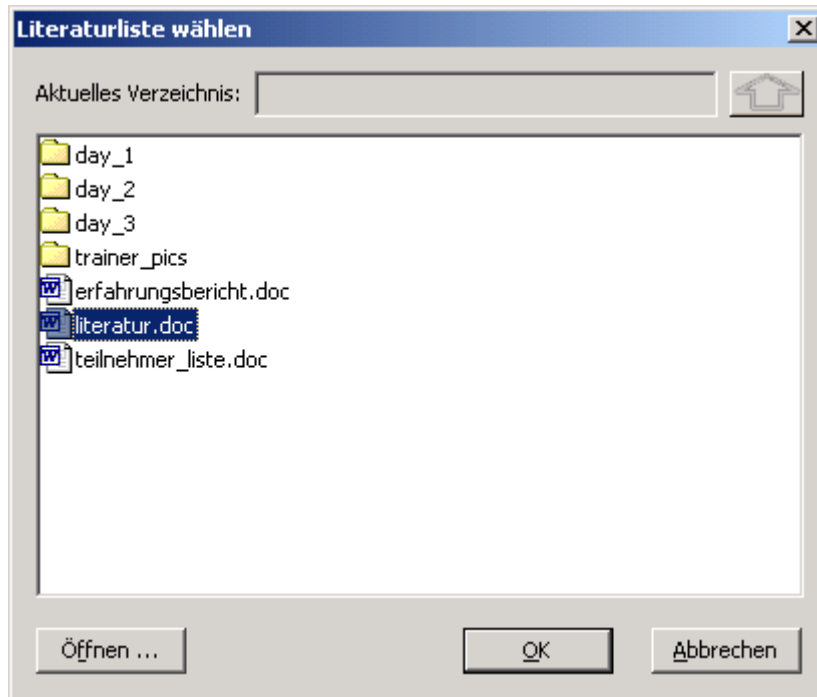 Literaturliste wählen
Aktuelles Verzeichnis:
day_1
day_2
day_3
trainer_pics
erfahrungsbericht.doc
literatur.doc
teilnehmer_liste.doc
Öffnen ... OK Abbrechen